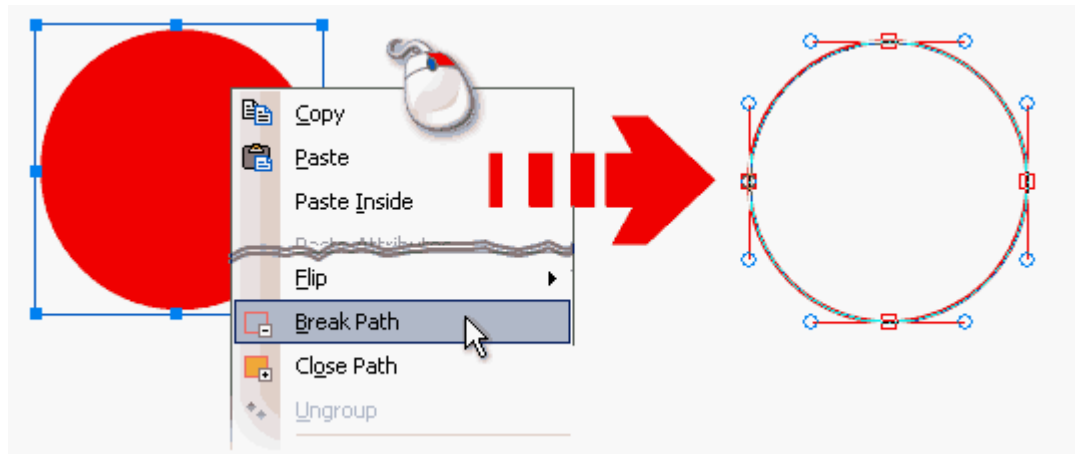 Copy
Paste
Paste Inside
Flip
Break Path
Close Path
Ungroup